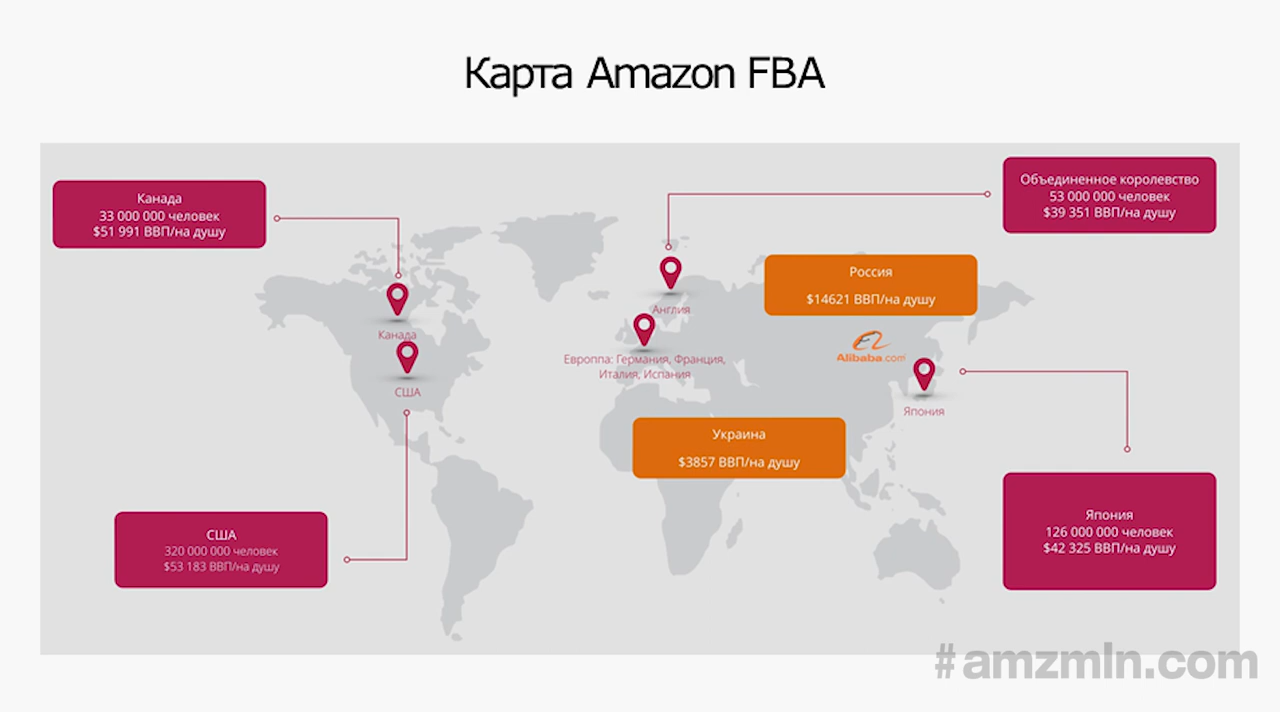 Карта Amazon FBA
Канада
33 000 000 человек
$51 991 ВВП/на душу
Объединенное королевство
53 000 000 человек
$39 351 ВВП/на душу
Россия
$14621 ВВП/на душу
Англия
Канада
Alibaba.com
Европпа: Германия, Франция,
Италия, Испания
США
Япония
Украина
$3857 ВВП/на душу
США
320 000 000 человек
$53 183 ВВП/на душу
Япония
126 000 000 человек
$42 325 ВВП/на душу
#amzmln.com